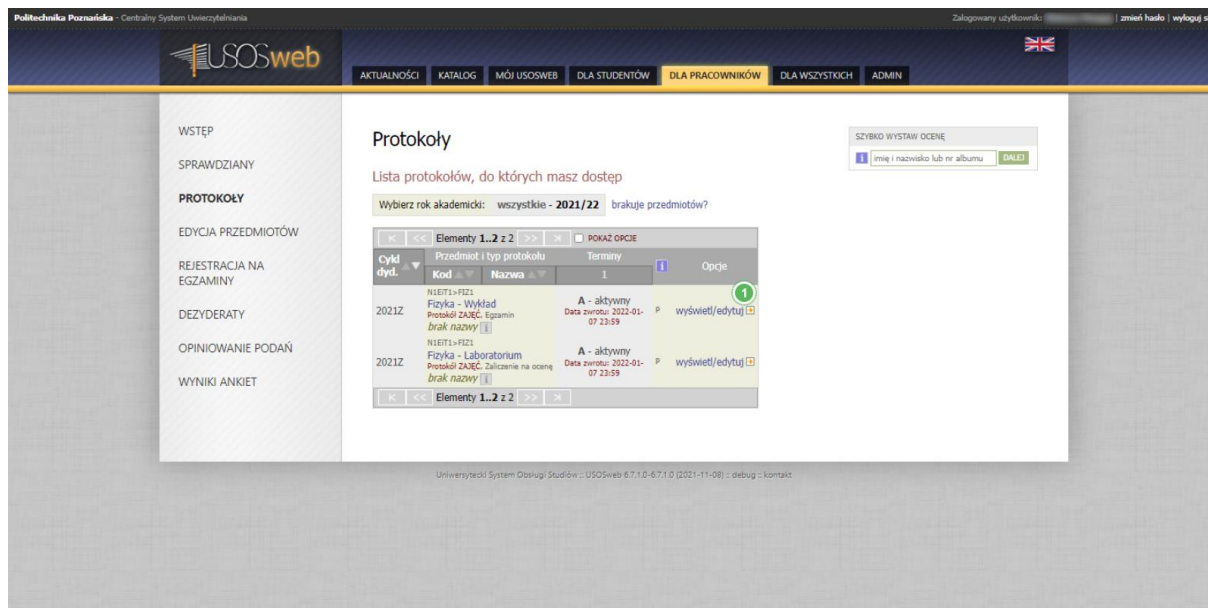 Politechnika Poznańska - Centralny System Uwierzytelniania
Zalogowany użytkownik: | zmień hasło | wyloguj s
USOSweb
AKTUALNOŚCI KATALOG MÓJ USOSWEB DLA STUDENTÓW DLA PRACOWNIKÓW DLA WSZYSTKICH ADMIN
WSTĘP
SPRAWDZIANY
PROTOKOŁY
EDYCJA PRZEDMIOTÓW
REJESTRACJA NA
EGZAMINY
DEZYDERATY
OPINIOWANIE PODAŃ
WYNIKI ANKIET
Protokoły
Lista protokołów, do których masz dostęp
Wybierz rok akademicki: wszystkie - 2021/22 brakuje przedmiotów?
SZYBKO WYSTAW OCENĘ
i imię i nazwisko lub nr albumu DALEJ
K << Elementy 1..2 z 2 >> >| POKAŻ OPCJE
Cykl
dyd.
Przedmiot i typ protokołu
Kod Nazwa
Terminy
1
i
Opcje
1
2021Z
N1EiT1>FIZ1
Fizyka - Wykład
Protokół ZAJĘĆ, Egzamin
brak nazwy i
A - aktywny
Data zwrotu: 2022-01-
07 23:59
P
wyświetl/edytuj
2021Z
N1EiT1>FIZ1
Fizyka - Laboratorium
Protokół ZAJĘĆ, Zaliczenie na ocenę
brak nazwy i
A - aktywny
Data zwrotu: 2022-01-
07 23:59
P
wyświetl/edytuj
K << Elementy 1..2 z 2 >> >|
Uniwersytecki System Obsługi Studiów :: USOSweb 6.7.1.0-6.7.1.0 (2021-11-08) :: debug :: kontakt